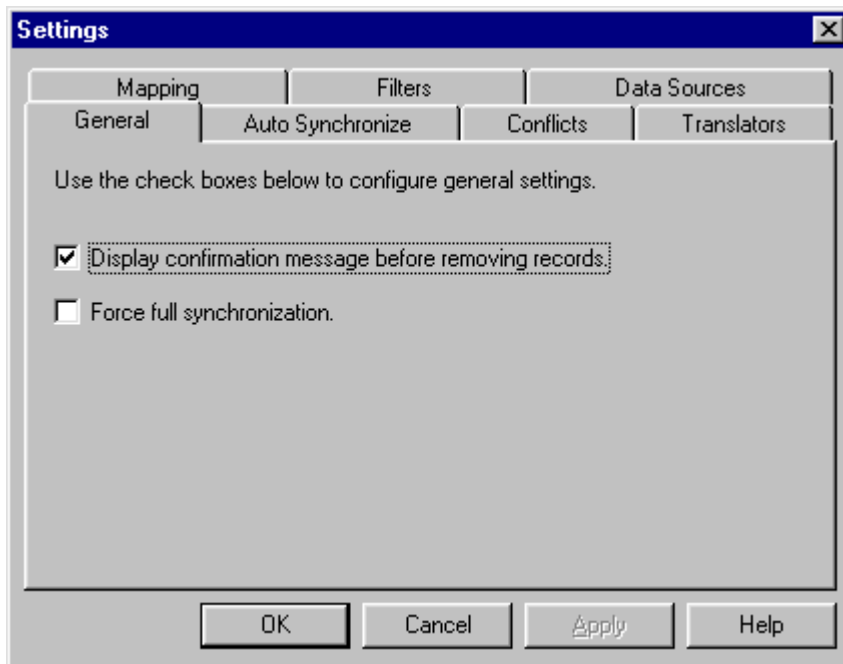 Settings
Mapping Filters Data Sources
General Auto Synchronize Conflicts Translators
Use the check boxes below to configure general settings.
Display confirmation message before removing records.
Force full synchronization.
OK Cancel Apply Help